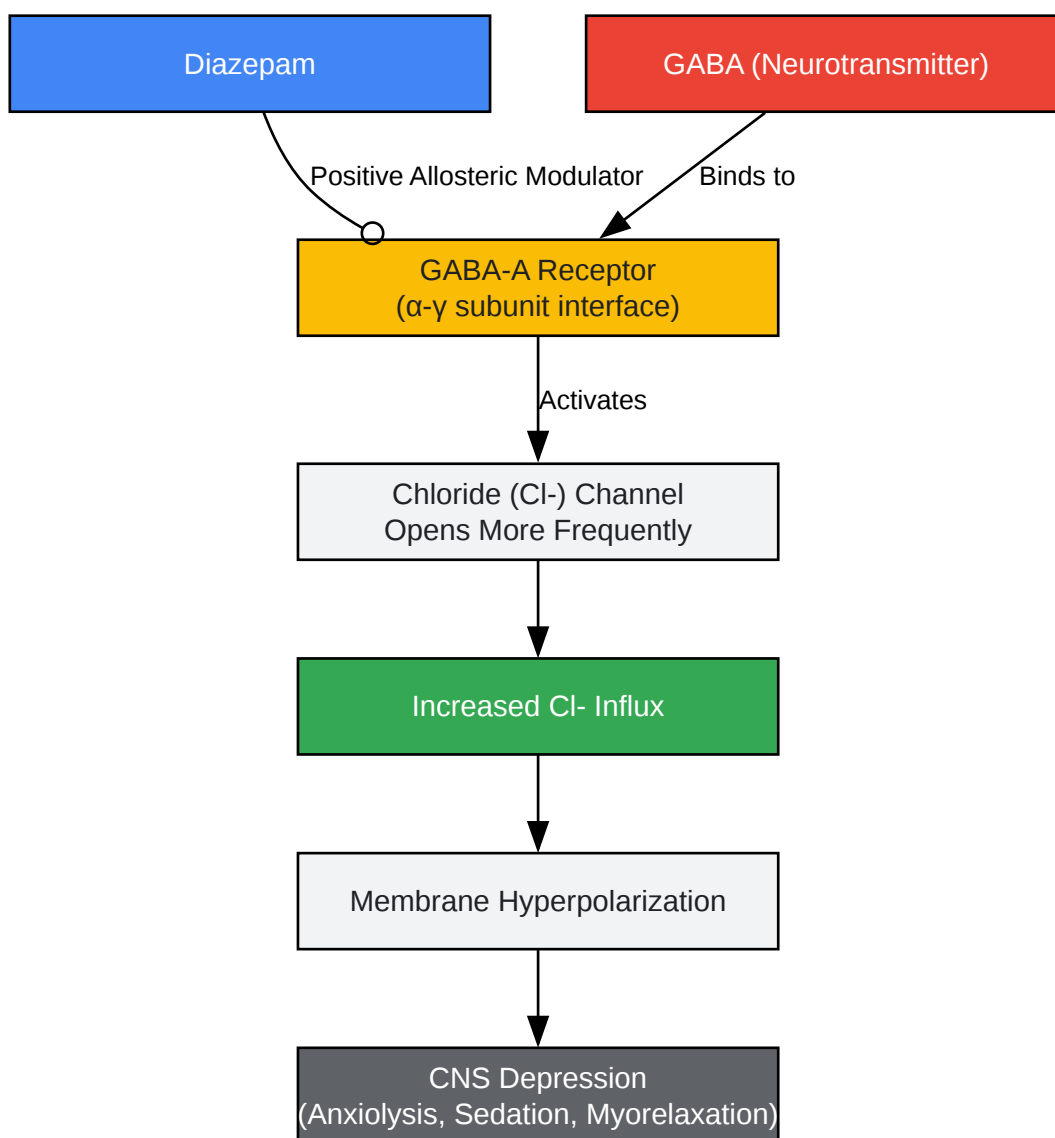 Diazepam
GABA (Neurotransmitter)
Positive Allosteric Modulator
Binds to
GABA-A Receptor
(α-γ subunit interface)
Activates
Chloride (Cl-) Channel
Opens More Frequently
Increased Cl- Influx
Membrane Hyperpolarization
CNS Depression
(Anxiolysis, Sedation, Myorelaxation)